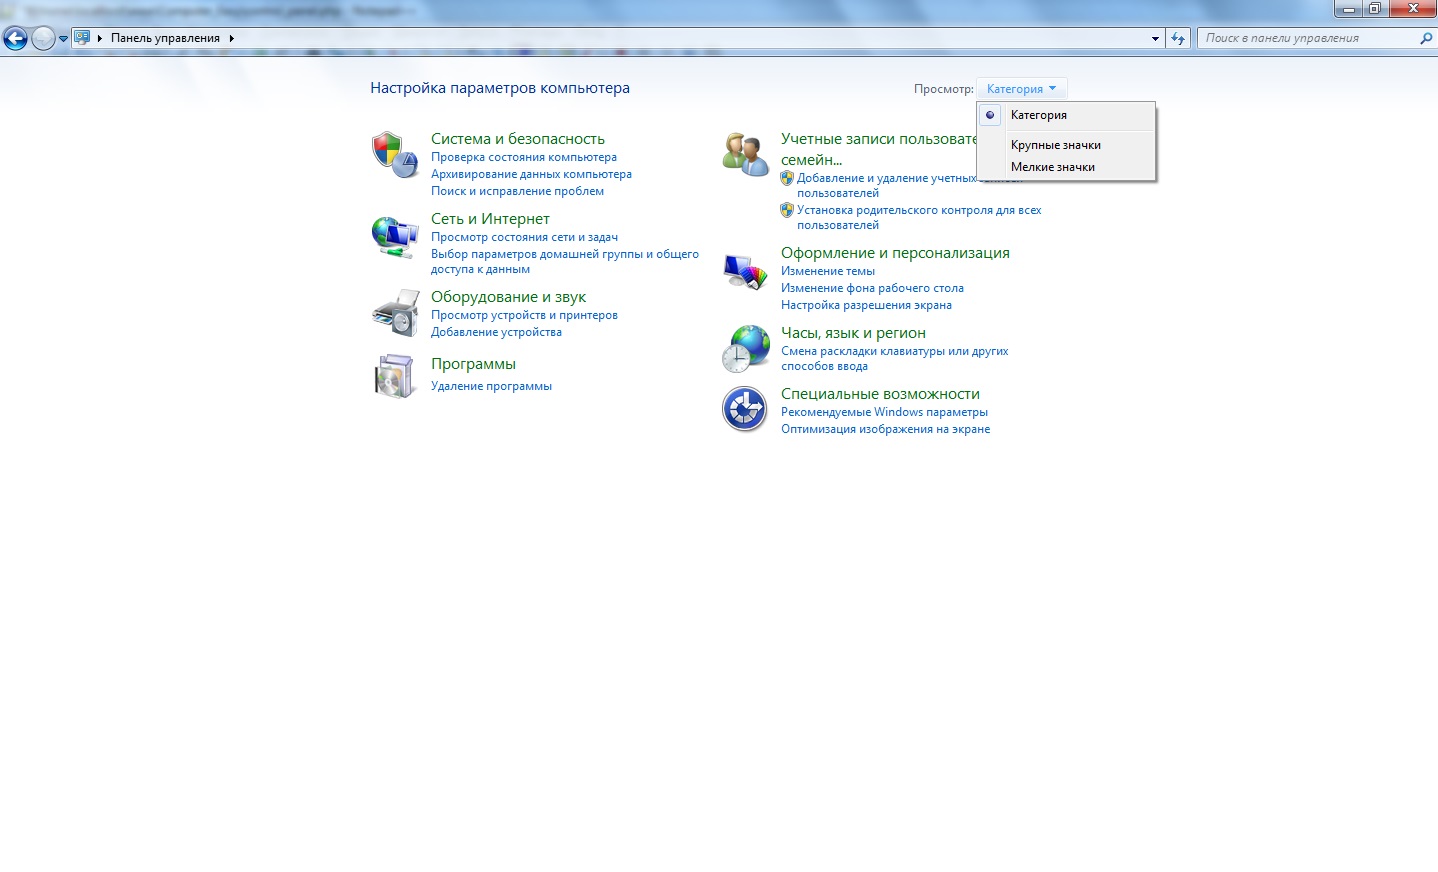 Панель управления
Поиск в панели управления
Настройка параметров компьютера
Просмотр:
Категория
Категория
Крупные значки
Мелкие значки
Система и безопасность
Проверка состояния компьютера
Архивирование данных компьютера
Поиск и исправление проблем
Сеть и Интернет
Просмотр состояния сети и задач
Выбор параметров домашней группы и общего
доступа к данным
Оборудование и звук
Просмотр устройств и принтеров
Добавление устройства
Программы
Удаление программы
Учетные записи
семейн...
Добавление и удаление учетных
пользователей
Установка родительского контроля для всех
пользователей
Оформление и персонализация
Изменение темы
Изменение фона рабочего стола
Настройка разрешения экрана
Часы, язык и регион
Смена раскладки клавиатуры или других
способов ввода
Специальные возможности
Рекомендуемые Windows параметры
Оптимизация изображения на экране